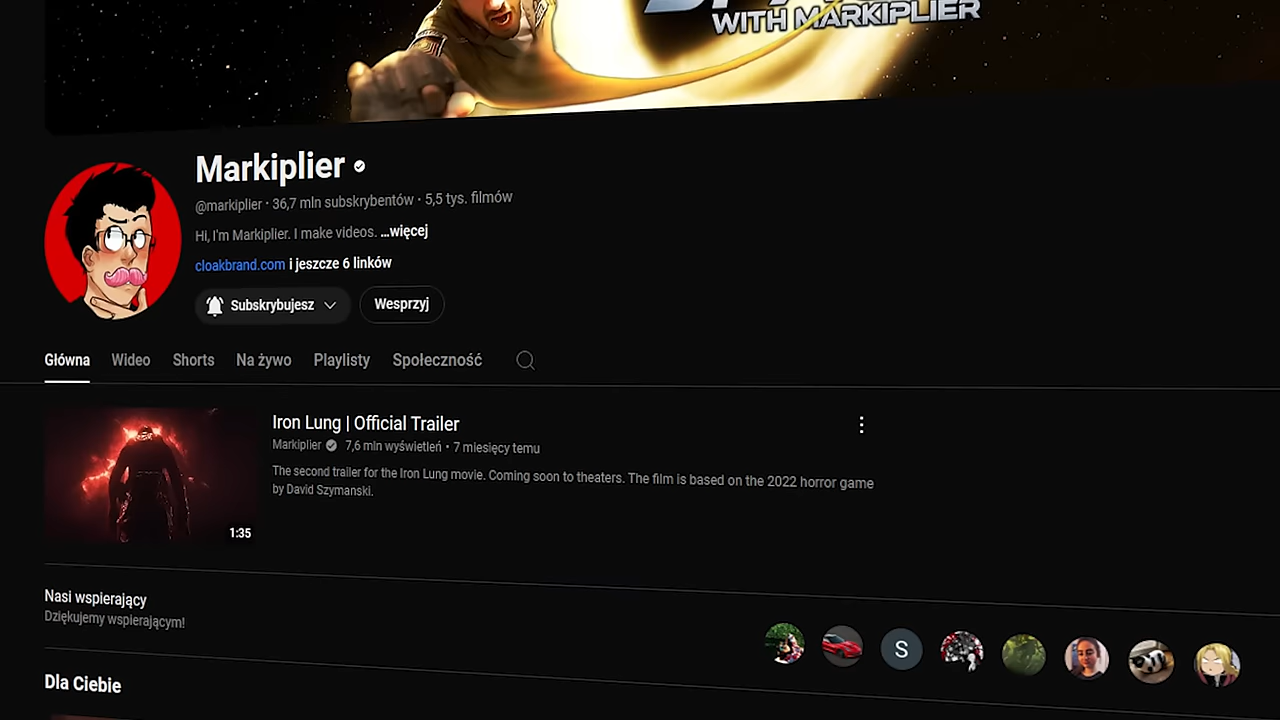 WITH MARKIPLIER
Markiplier
@markiplier · 36,7 mln subskrybentów · 5,5 tys. filmów
Hi, I'm Markiplier. I make videos. ...więcej
cloakbrand.com i jeszcze 6 linków
Subskrybujesz Wesprzyj
Główna Wideo Shorts Na żywo Playlisty Społeczność
Iron Lung | Official Trailer
Markiplier 7,6 mln wyświetleń · 7 miesięcy temu
The second trailer for the Iron Lung movie. Coming soon to theaters. The film is based on the 2022 horror game
by David Szymanski.
1:35
Nasi wspierający
Dziękujemy wspierającym!
S
Dla Ciebie